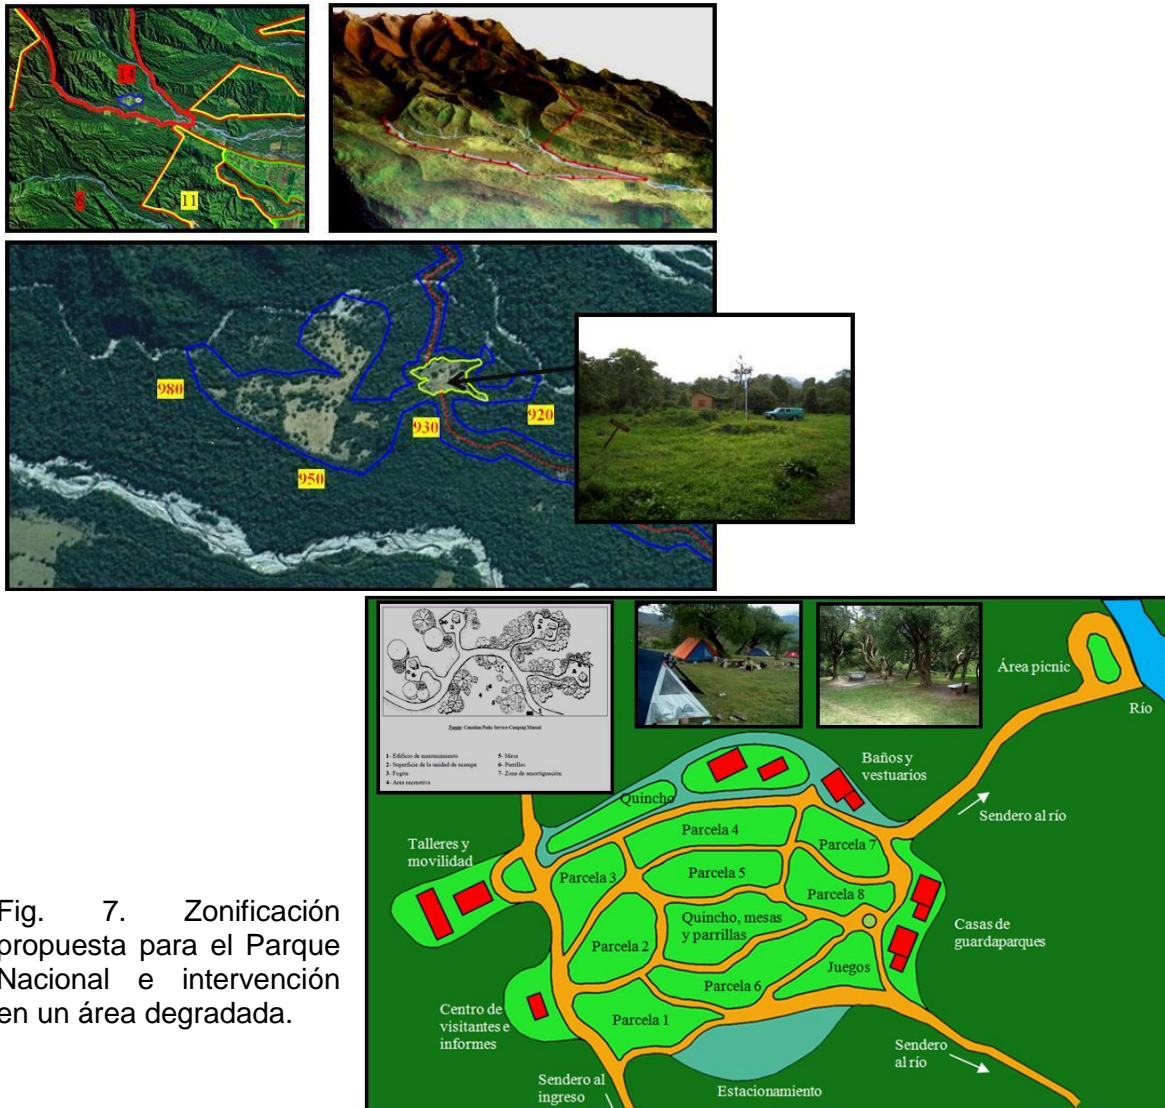 14
6
11
980
950
930
920
Fuente: Canadian Parks Service-Camping Manual
1- Edificio de mantenimiento
2- Superficie de la unidad de acampe
3- Fogón
4- Area recreativa
5- Mesa
6- Parrillas
7- Zona de amortiguación
Área picnic
Río
Baños y
vestuarios
Sendero al río
Quincho
Parcela 4
Parcela 7
Talleres y
movilidad
Parcela 3
Parcela 5
Parcela 8
Quincho, mesas
y parrillas
Casas de
guardaparques
Parcela 2
Juegos
Parcela 6
Centro de
visitantes e
informes
Parcela 1
Sendero
al río
Sendero al
ingreso
Estacionamiento
Fig. 7. Zonificación
propuesta para el Parque
Nacional e intervención
en un área degradada.